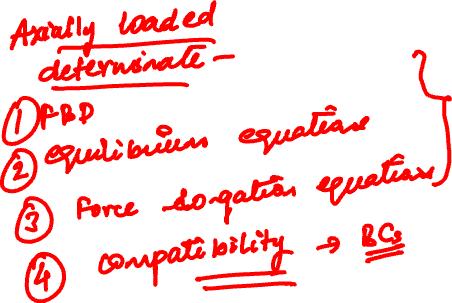 Axially loaded
determinate -
① FBD
② equilibrium equations
③ Force elongation equations
④ compatibility → BCs